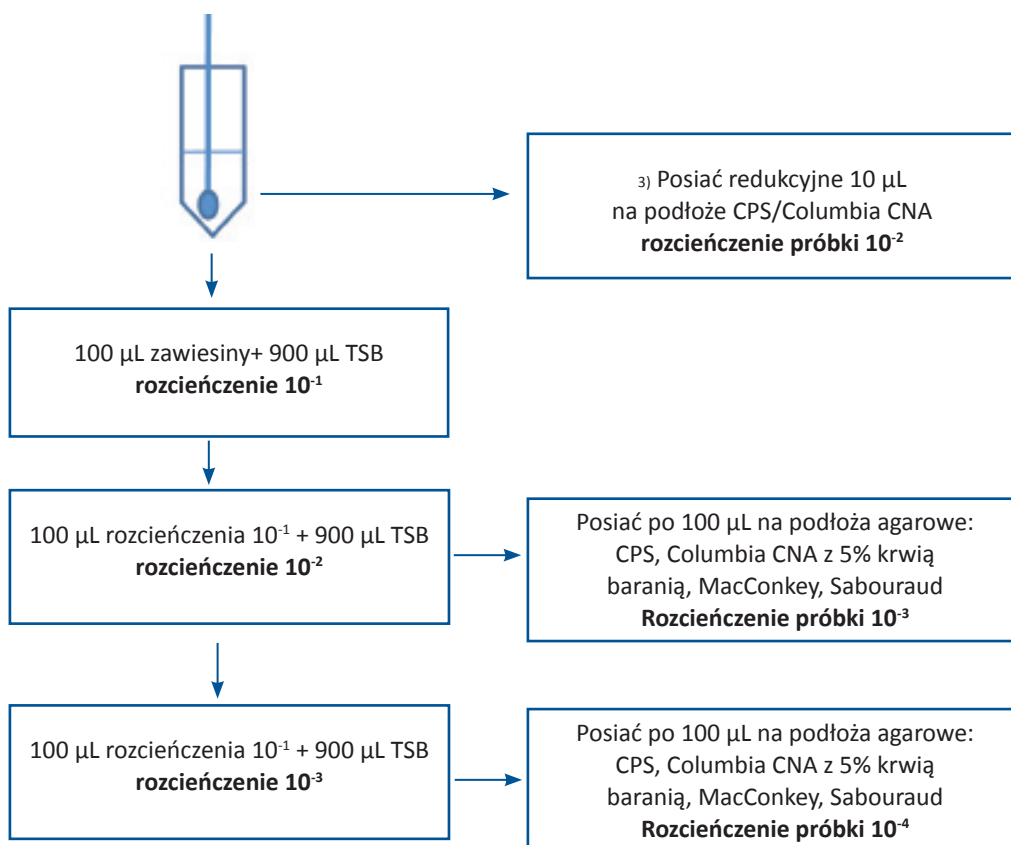 3) Posiać redukcyjne 10 µL
na podłoże CPS/Columbia CNA
rozcieńczenie próbki 10⁻²
100 µL zawiesiny+ 900 µL TSB
rozcieńczenie 10⁻¹
100 µL rozcieńczenia 10⁻¹ + 900 µL TSB
rozcieńczenie 10⁻²
Posiać po 100 µL na podłoża agarowe:
CPS, Columbia CNA z 5% krwią
baranią, MacConkey, Sabouraud
Rozcieńczenie próbki 10⁻³
100 µL rozcieńczenia 10⁻¹ + 900 µL TSB
rozcieńczenie 10⁻³
Posiać po 100 µL na podłoża agarowe:
CPS, Columbia CNA z 5% krwią
baranią, MacConkey, Sabouraud
Rozcieńczenie próbki 10⁻⁴